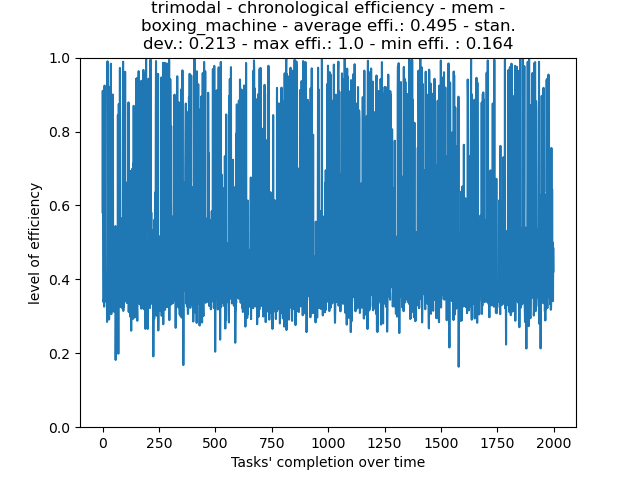 trimodal - chronological efficiency - mem -
boxing_machine - average effi.: 0.495 - stan.
dev.: 0.213 - max effi.: 1.0 - min effi. : 0.164
1.0
0.8
0.6
0.4
0.2
0.0
level of efficiency
0 250 500 750 1000 1250 1500 1750 2000
Tasks' completion over time